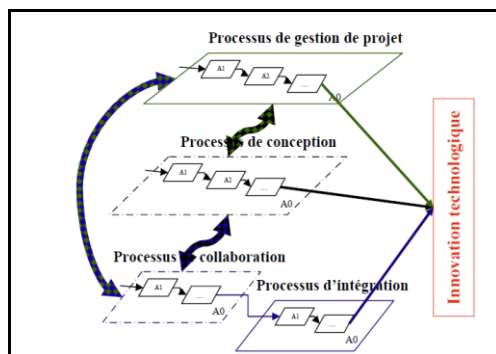 Processus de gestion de projet
A1
A2
...
A0
Processus de conception
A1
A2
...
A0
Processus de collaboration
A1
...
A0
Processus d'intégration
A1
...
A0
Innovation technologique